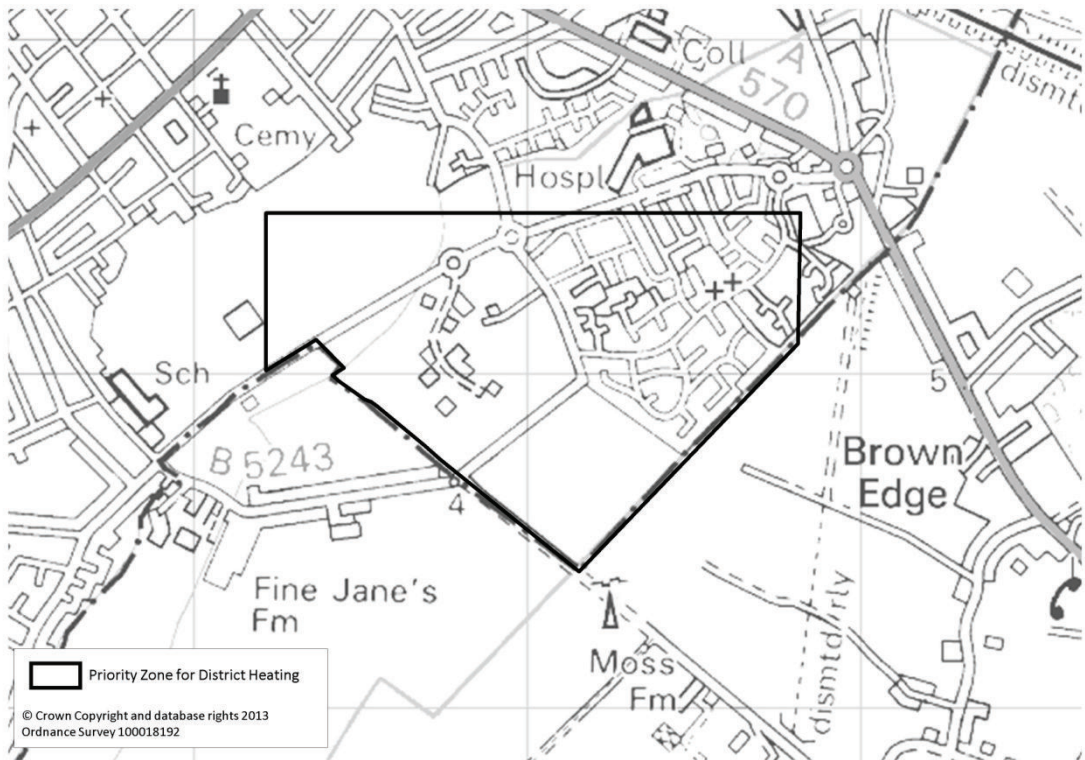 Coll
A
570
dismt
Cemy
Hospl
Sch
5
B 5243
Brown
Edge
4
Fine Jane's
Fm
Moss
Fm
dismtd rly
Priority Zone for District Heating
© Crown Copyright and database rights 2013
Ordnance Survey 100018192